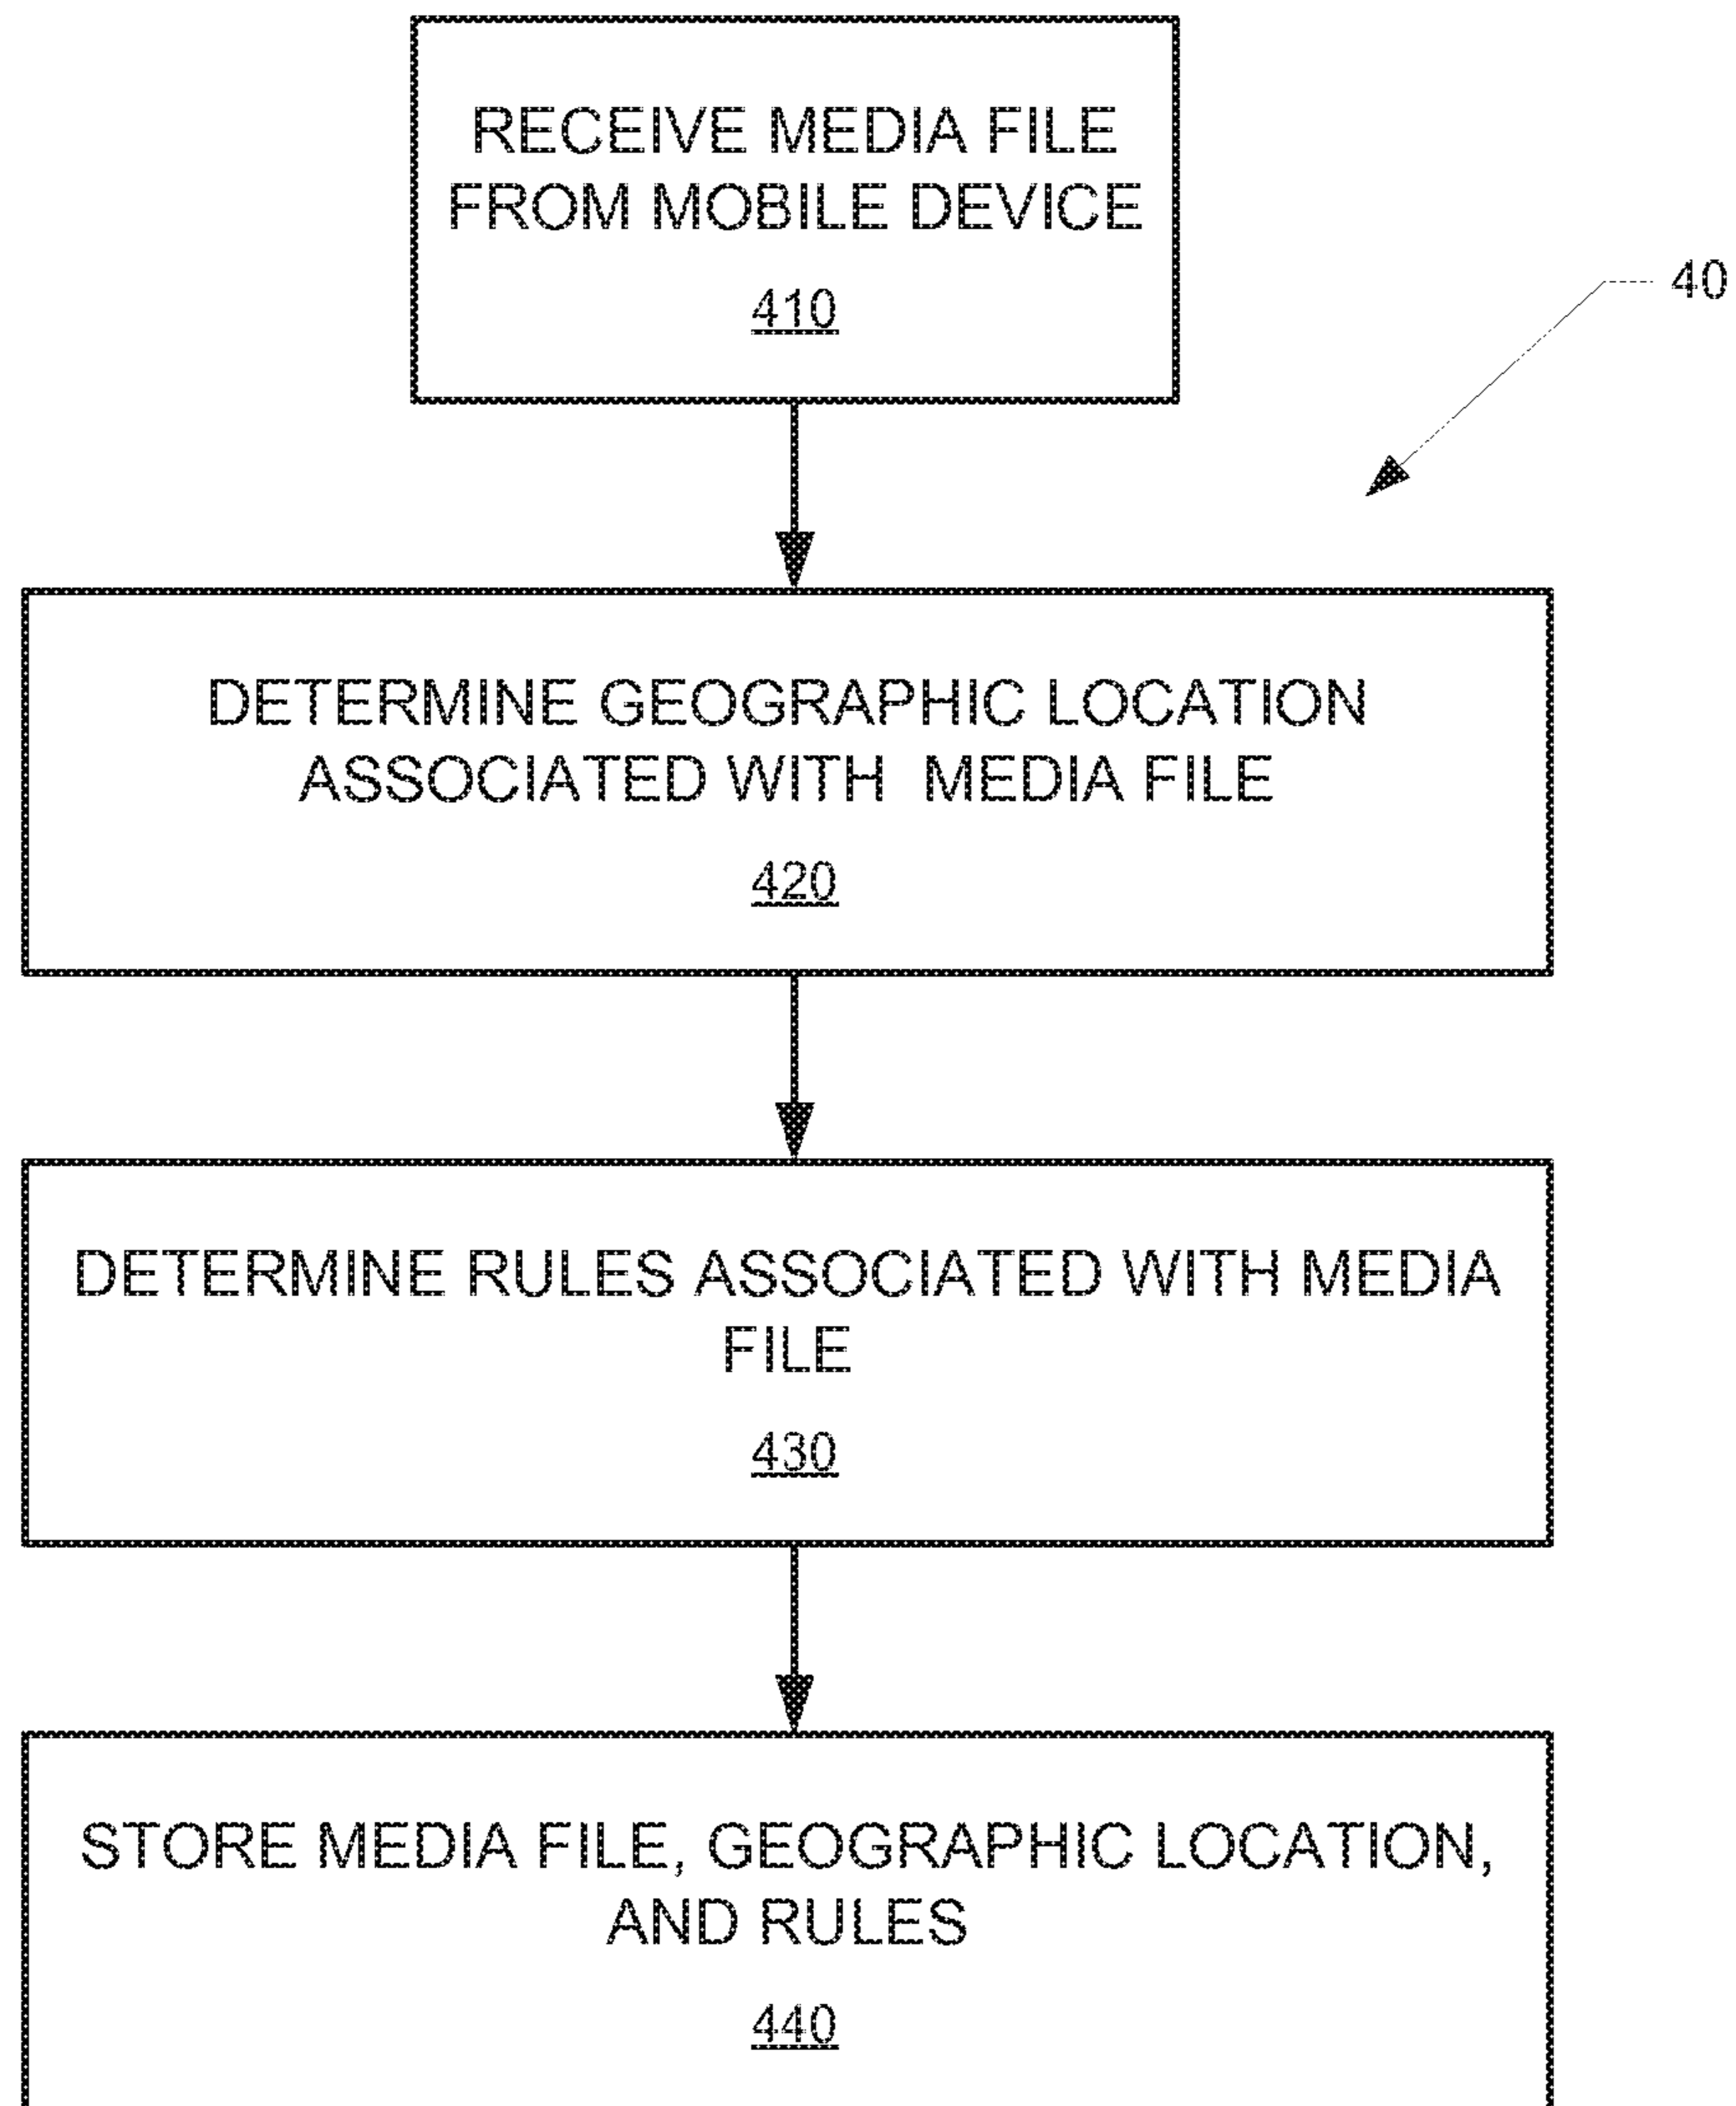 RECEIVE MEDIA FILE
FROM MOBILE DEVICE
410
40
DETERMINE GEOGRAPHIC LOCATION
ASSOCIATED WITH MEDIA FILE
420
DETERMINE RULES ASSOCIATED WITH MEDIA
FILE
430
STORE MEDIA FILE, GEOGRAPHIC LOCATION,
AND RULES
440